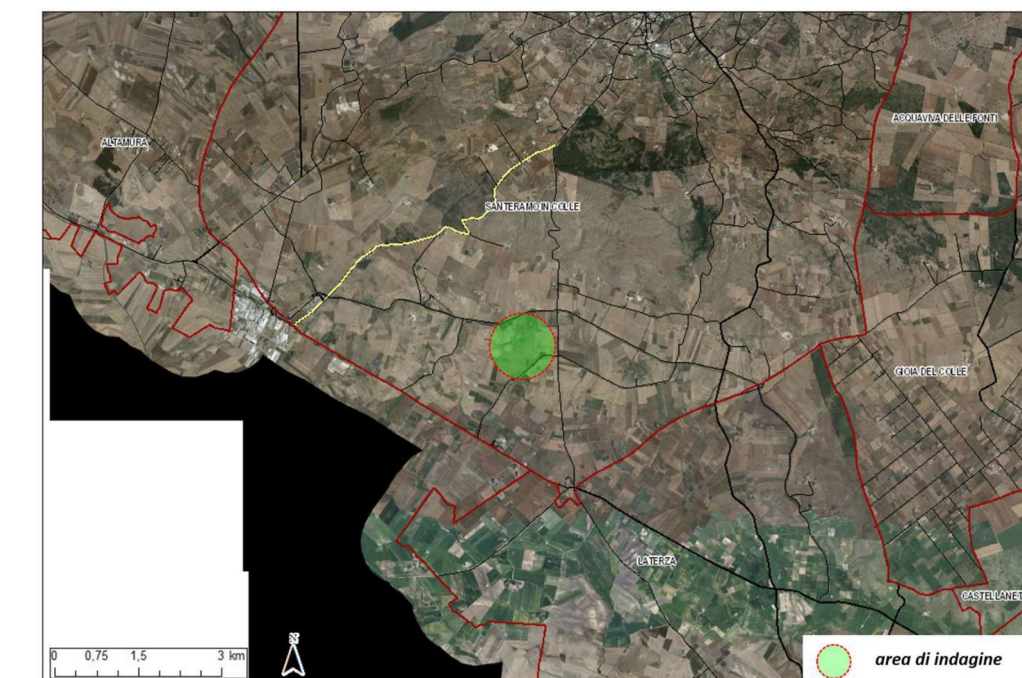 ACQUAVIVA DELLE FONTI
ALTAMURA
SANTERAMO IN COLLE
GIOIA DEL COLLE
LATERZA
CASTELLANET
N
0 0,75 1,5 3 km
area di indagine